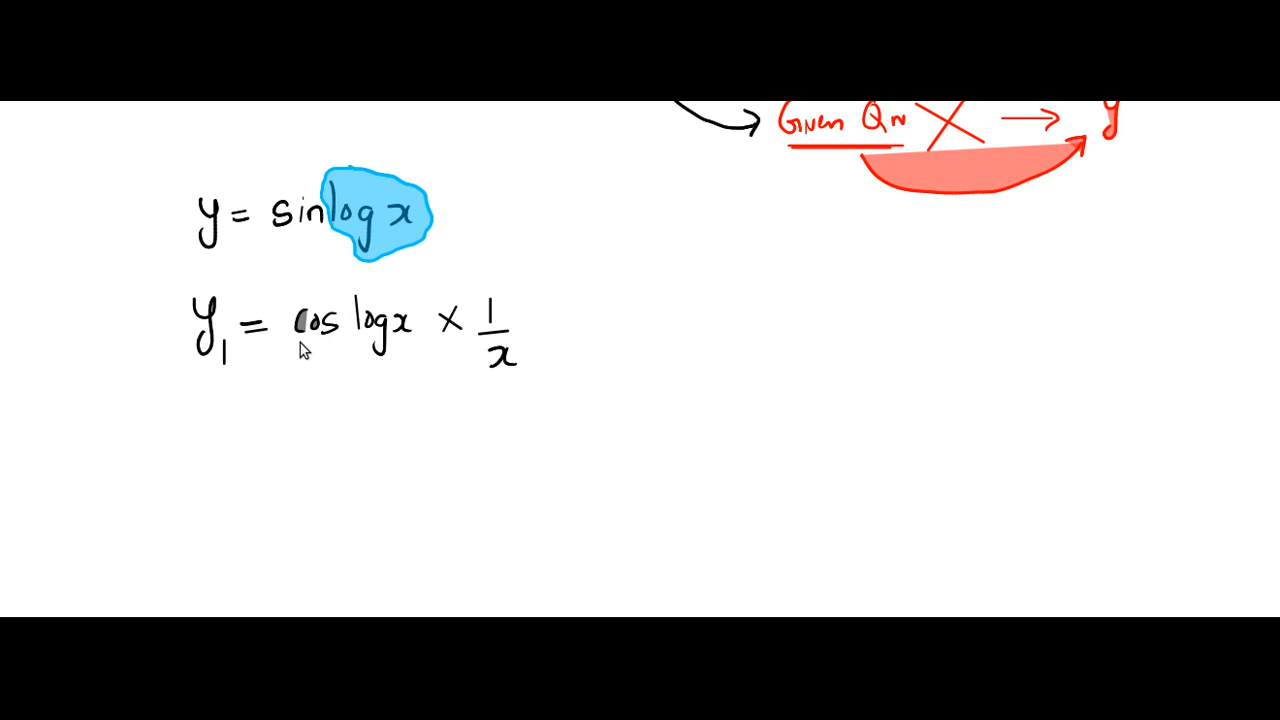 Given Qn X → y
y = sin log x
y₁ = cos log x × 1/x